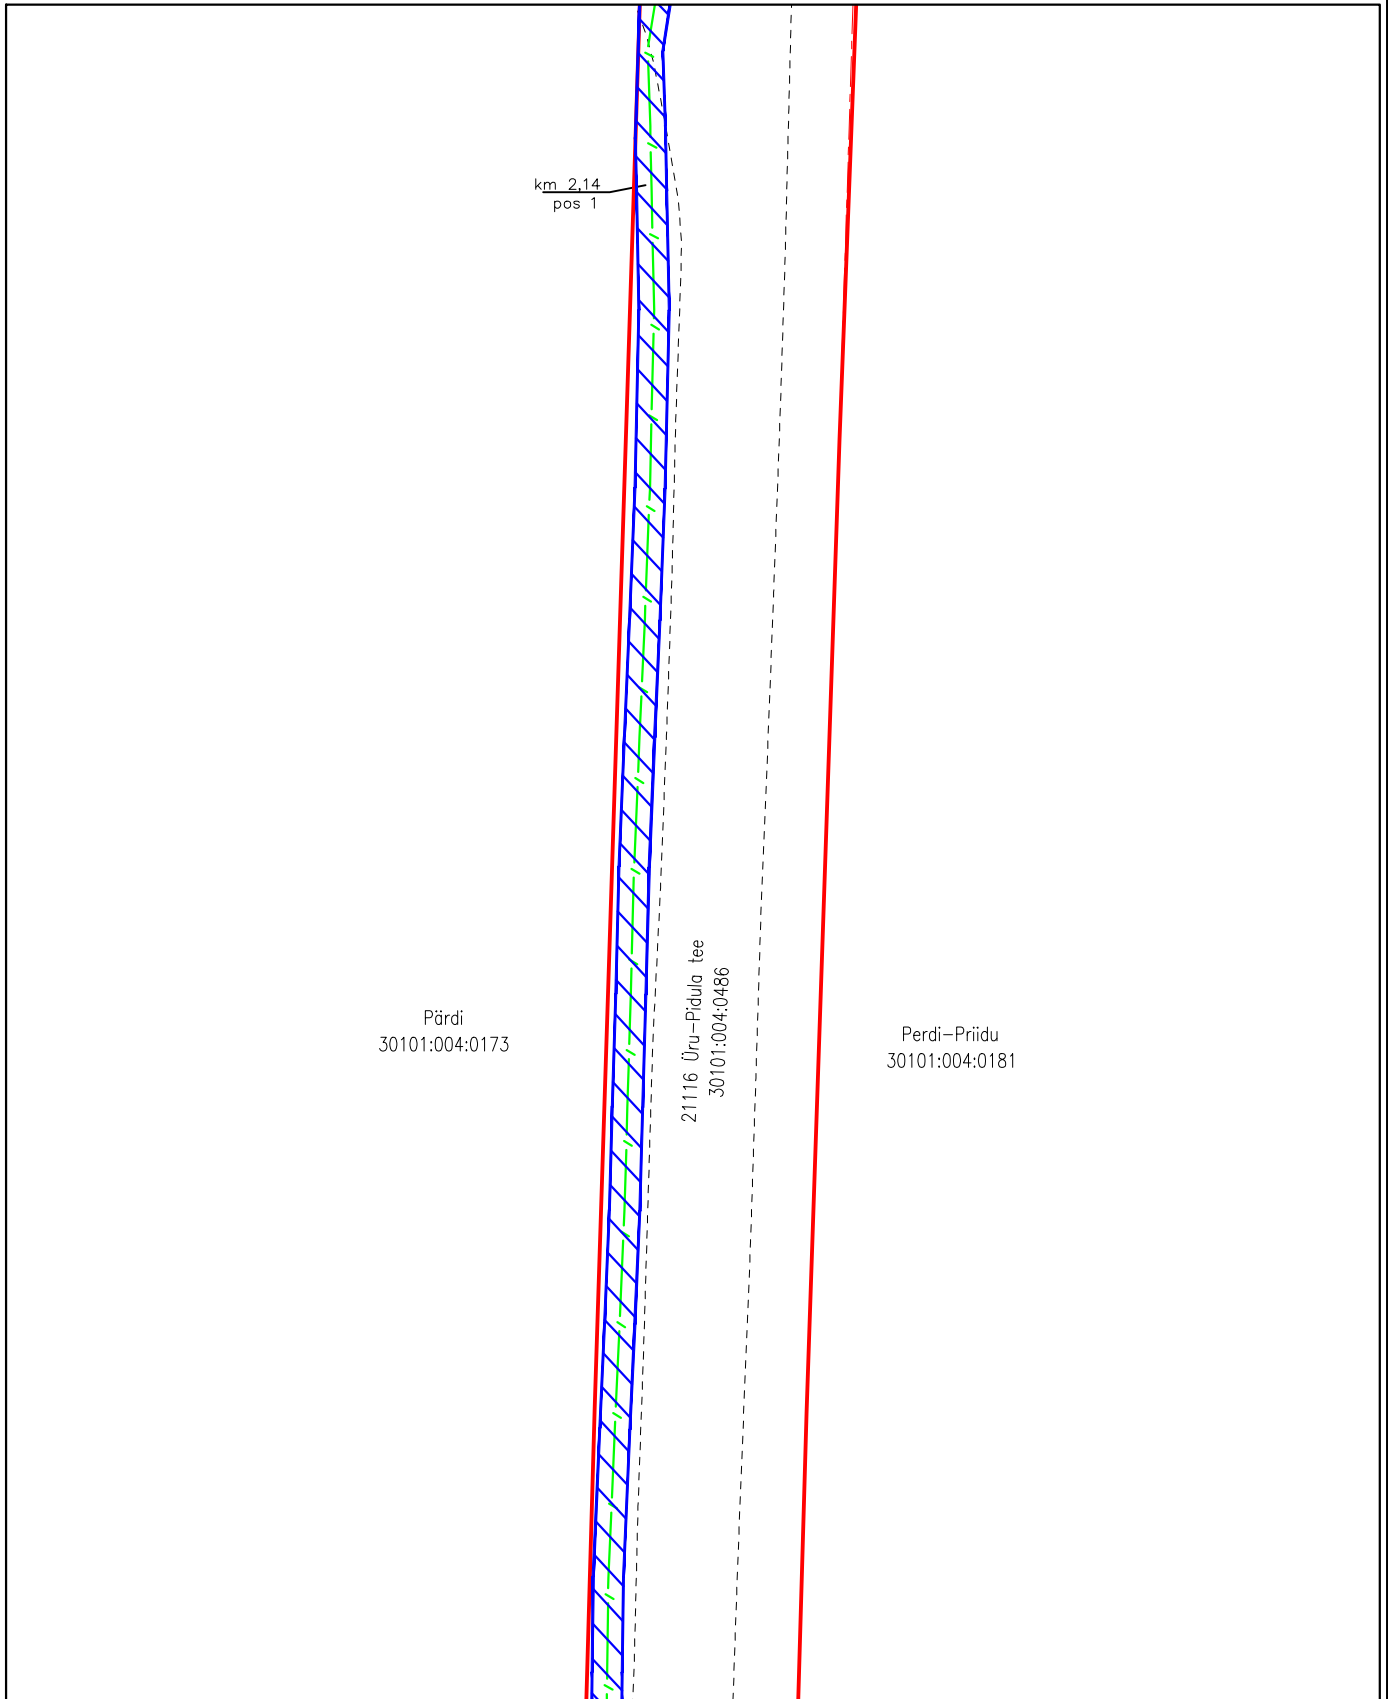 km 2,14
pos 1
Pärdi
30101:004:0173
21116 Üru-Pidula tee
30101:004:0486
Perdi-Priidu
30101:004:0181